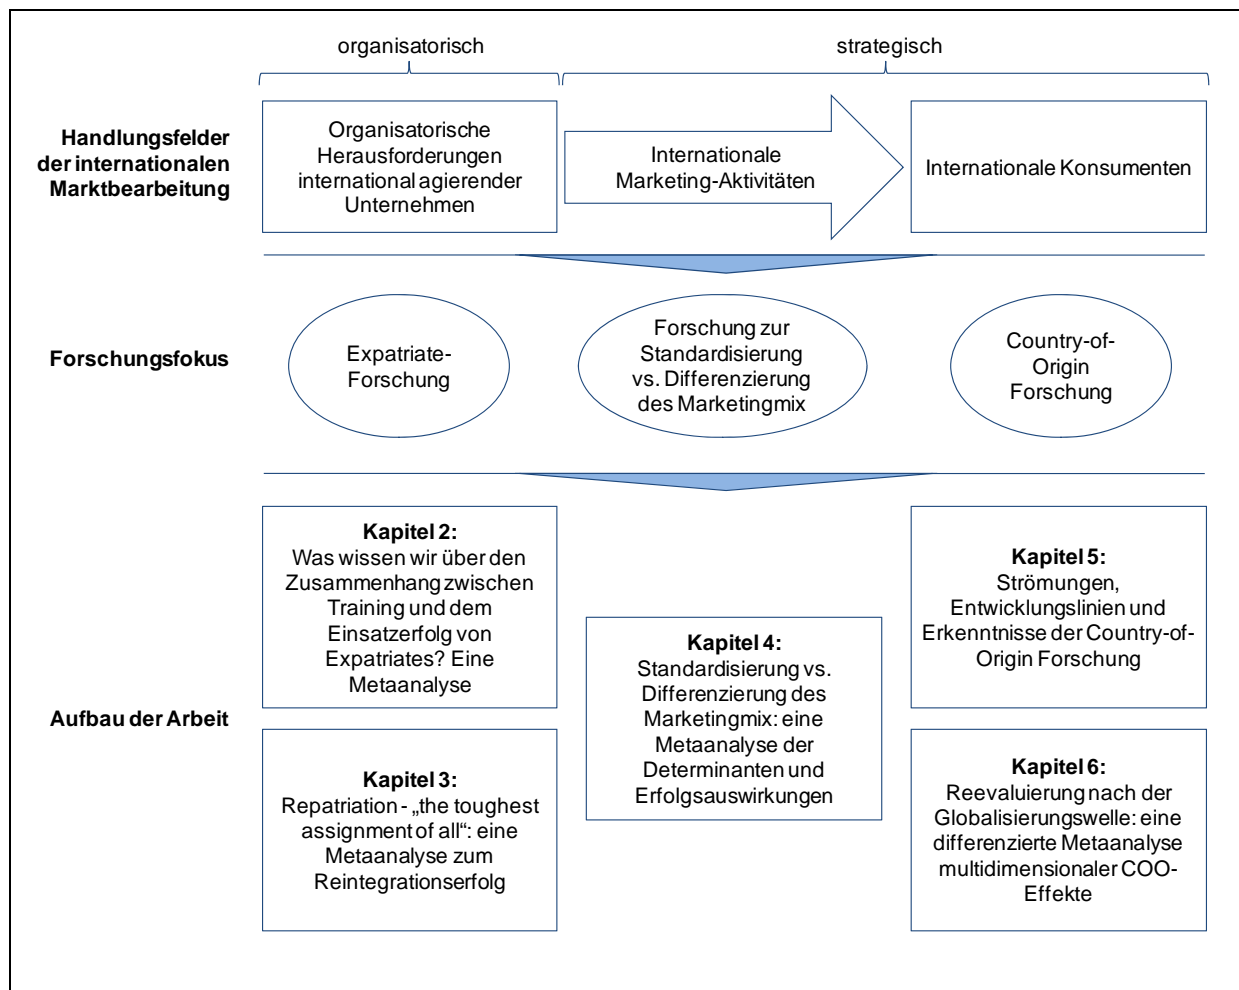 organisatorisch
strategisch
Handlungsfelder
der internationalen
Marktbearbeitung
Organisatorische
Herausforderungen
international agierender
Unternehmen
Internationale
Marketing-Aktivitäten
Internationale Konsumenten
Forschungsfokus
Expatriate-
Forschung
Forschung zur
Standardisierung
vs. Differenzierung
des Marketingmix
Country-of-
Origin
Forschung
Aufbau der Arbeit
Kapitel 2:
Was wissen wir über den
Zusammenhang zwischen
Training und dem
Einsatzerfolg von
Expatriates? Eine
Metaanalyse
Kapitel 3:
Repatriation - „the toughest
assignment of all“: eine
Metaanalyse zum
Reintegrationserfolg
Kapitel 4:
Standardisierung vs.
Differenzierung des
Marketingmix: eine
Metaanalyse der
Determinanten und
Erfolgsauswirkungen
Kapitel 5:
Strömungen,
Entwicklungslinien und
Erkenntnisse der Country-of-
Origin Forschung
Kapitel 6:
Reevaluierung nach der
Globalisierungswelle: eine
differenzierte Metaanalyse
multidimensionaler COO-
Effekte